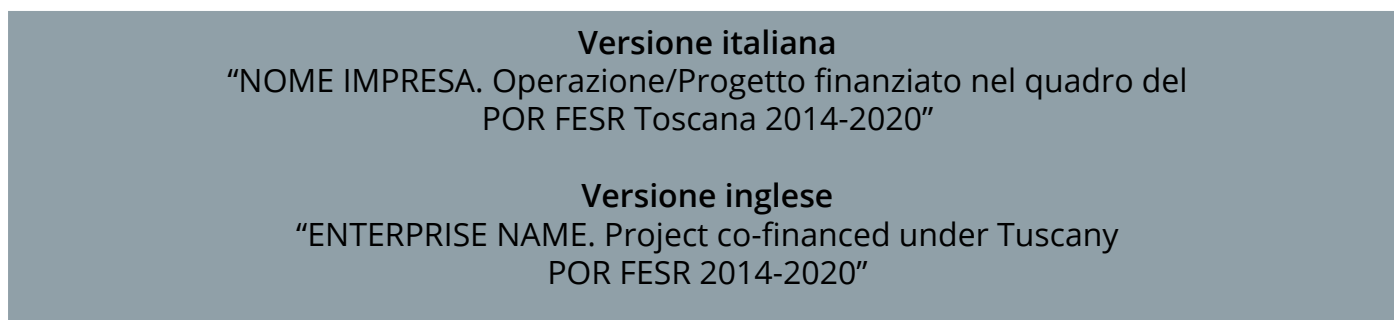 Versione italiana
“NOME IMPRESA. Operazione/Progetto finanziato nel quadro del
POR FESR Toscana 2014-2020”
Versione inglese
“ENTERPRISE NAME. Project co-financed under Tuscany
POR FESR 2014-2020”